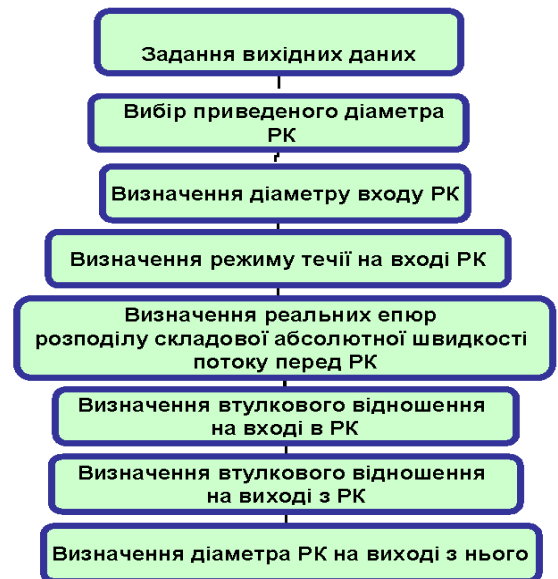 Задання вихідних даних
Вибір приведеного діаметра
РК
Визначення діаметру входу РК
Визначення режиму течії на вході РК
Визначення реальних епюр
розподілу складової абсолютної швидкості
потоку перед РК
Визначення втулкового відношення
на вході в РК
Визначення втулкового відношення
на виході з РК
Визначення діаметра РК на виході з нього